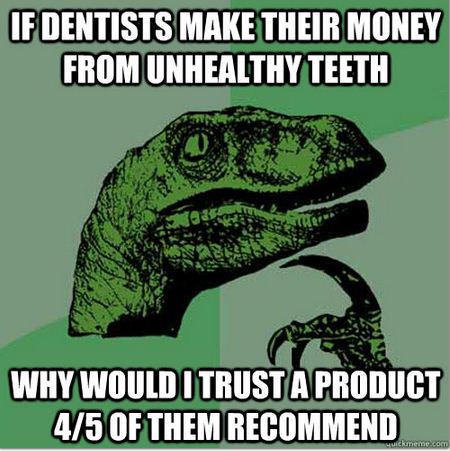 IF DENTISTS MAKE THEIR MONEY
FROM UNHEALTHY TEETH
WHY WOULD I TRUST A PRODUCT
4/5 OF THEM RECOMMEND
quickmeme.com